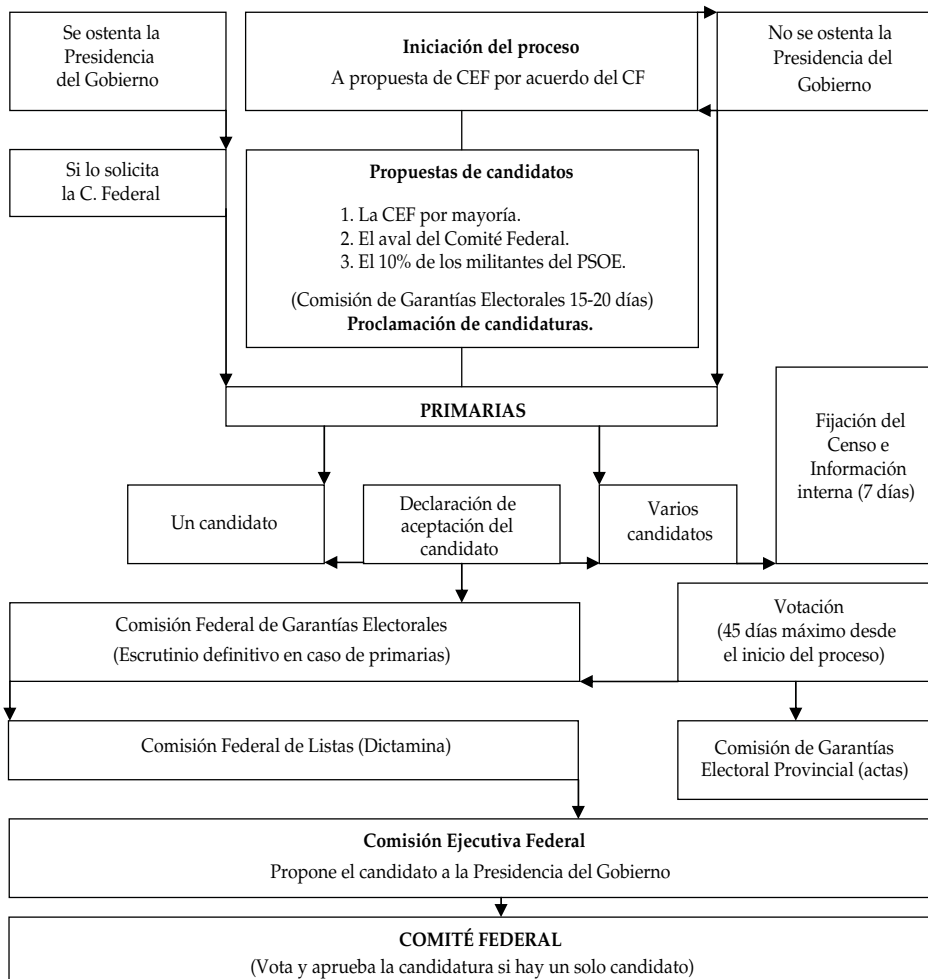 Se ostenta la
Presidencia
del Gobierno
Iniciación del proceso
A propuesta de CEF por acuerdo del CF
No se ostenta la
Presidencia del
Gobierno
Si lo solicita
la C. Federal
Propuestas de candidatos
1. La CEF por mayoría.
2. El aval del Comité Federal.
3. El 10% de los militantes del PSOE.
(Comisión de Garantías Electorales 15-20 días)
Proclamación de candidaturas.
PRIMARIAS
Fijación del
Censo e
Información
interna (7 días)
Un candidato
Declaración de
aceptación del
candidato
Varios
candidatos
Comisión Federal de Garantías Electorales
(Escrutinio definitivo en caso de primarias)
Votación
(45 días máximo desde
el inicio del proceso)
Comisión Federal de Listas (Dictamina)
Comisión de Garantías
Electoral Provincial (actas)
Comisión Ejecutiva Federal
Propone el candidato a la Presidencia del Gobierno
COMITÉ FEDERAL
(Vota y aprueba la candidatura si hay un solo candidato)